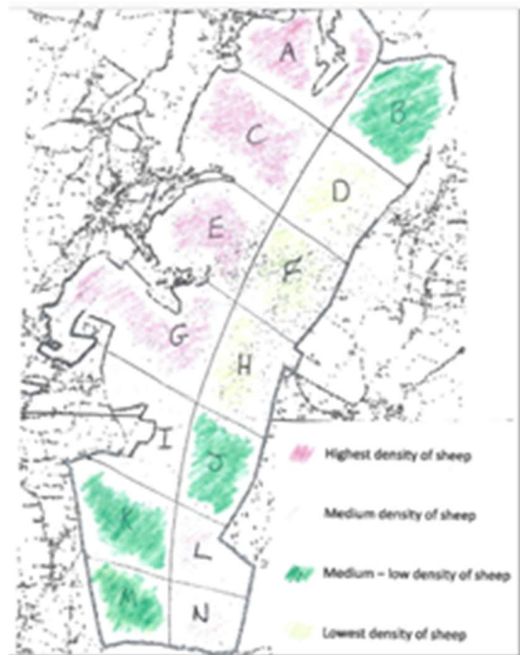 A
B
C
D
E
F
G
H
I
J
K
L
M
N
Highest density of sheep
Medium density of sheep
Medium – low density of sheep
Lowest density of sheep